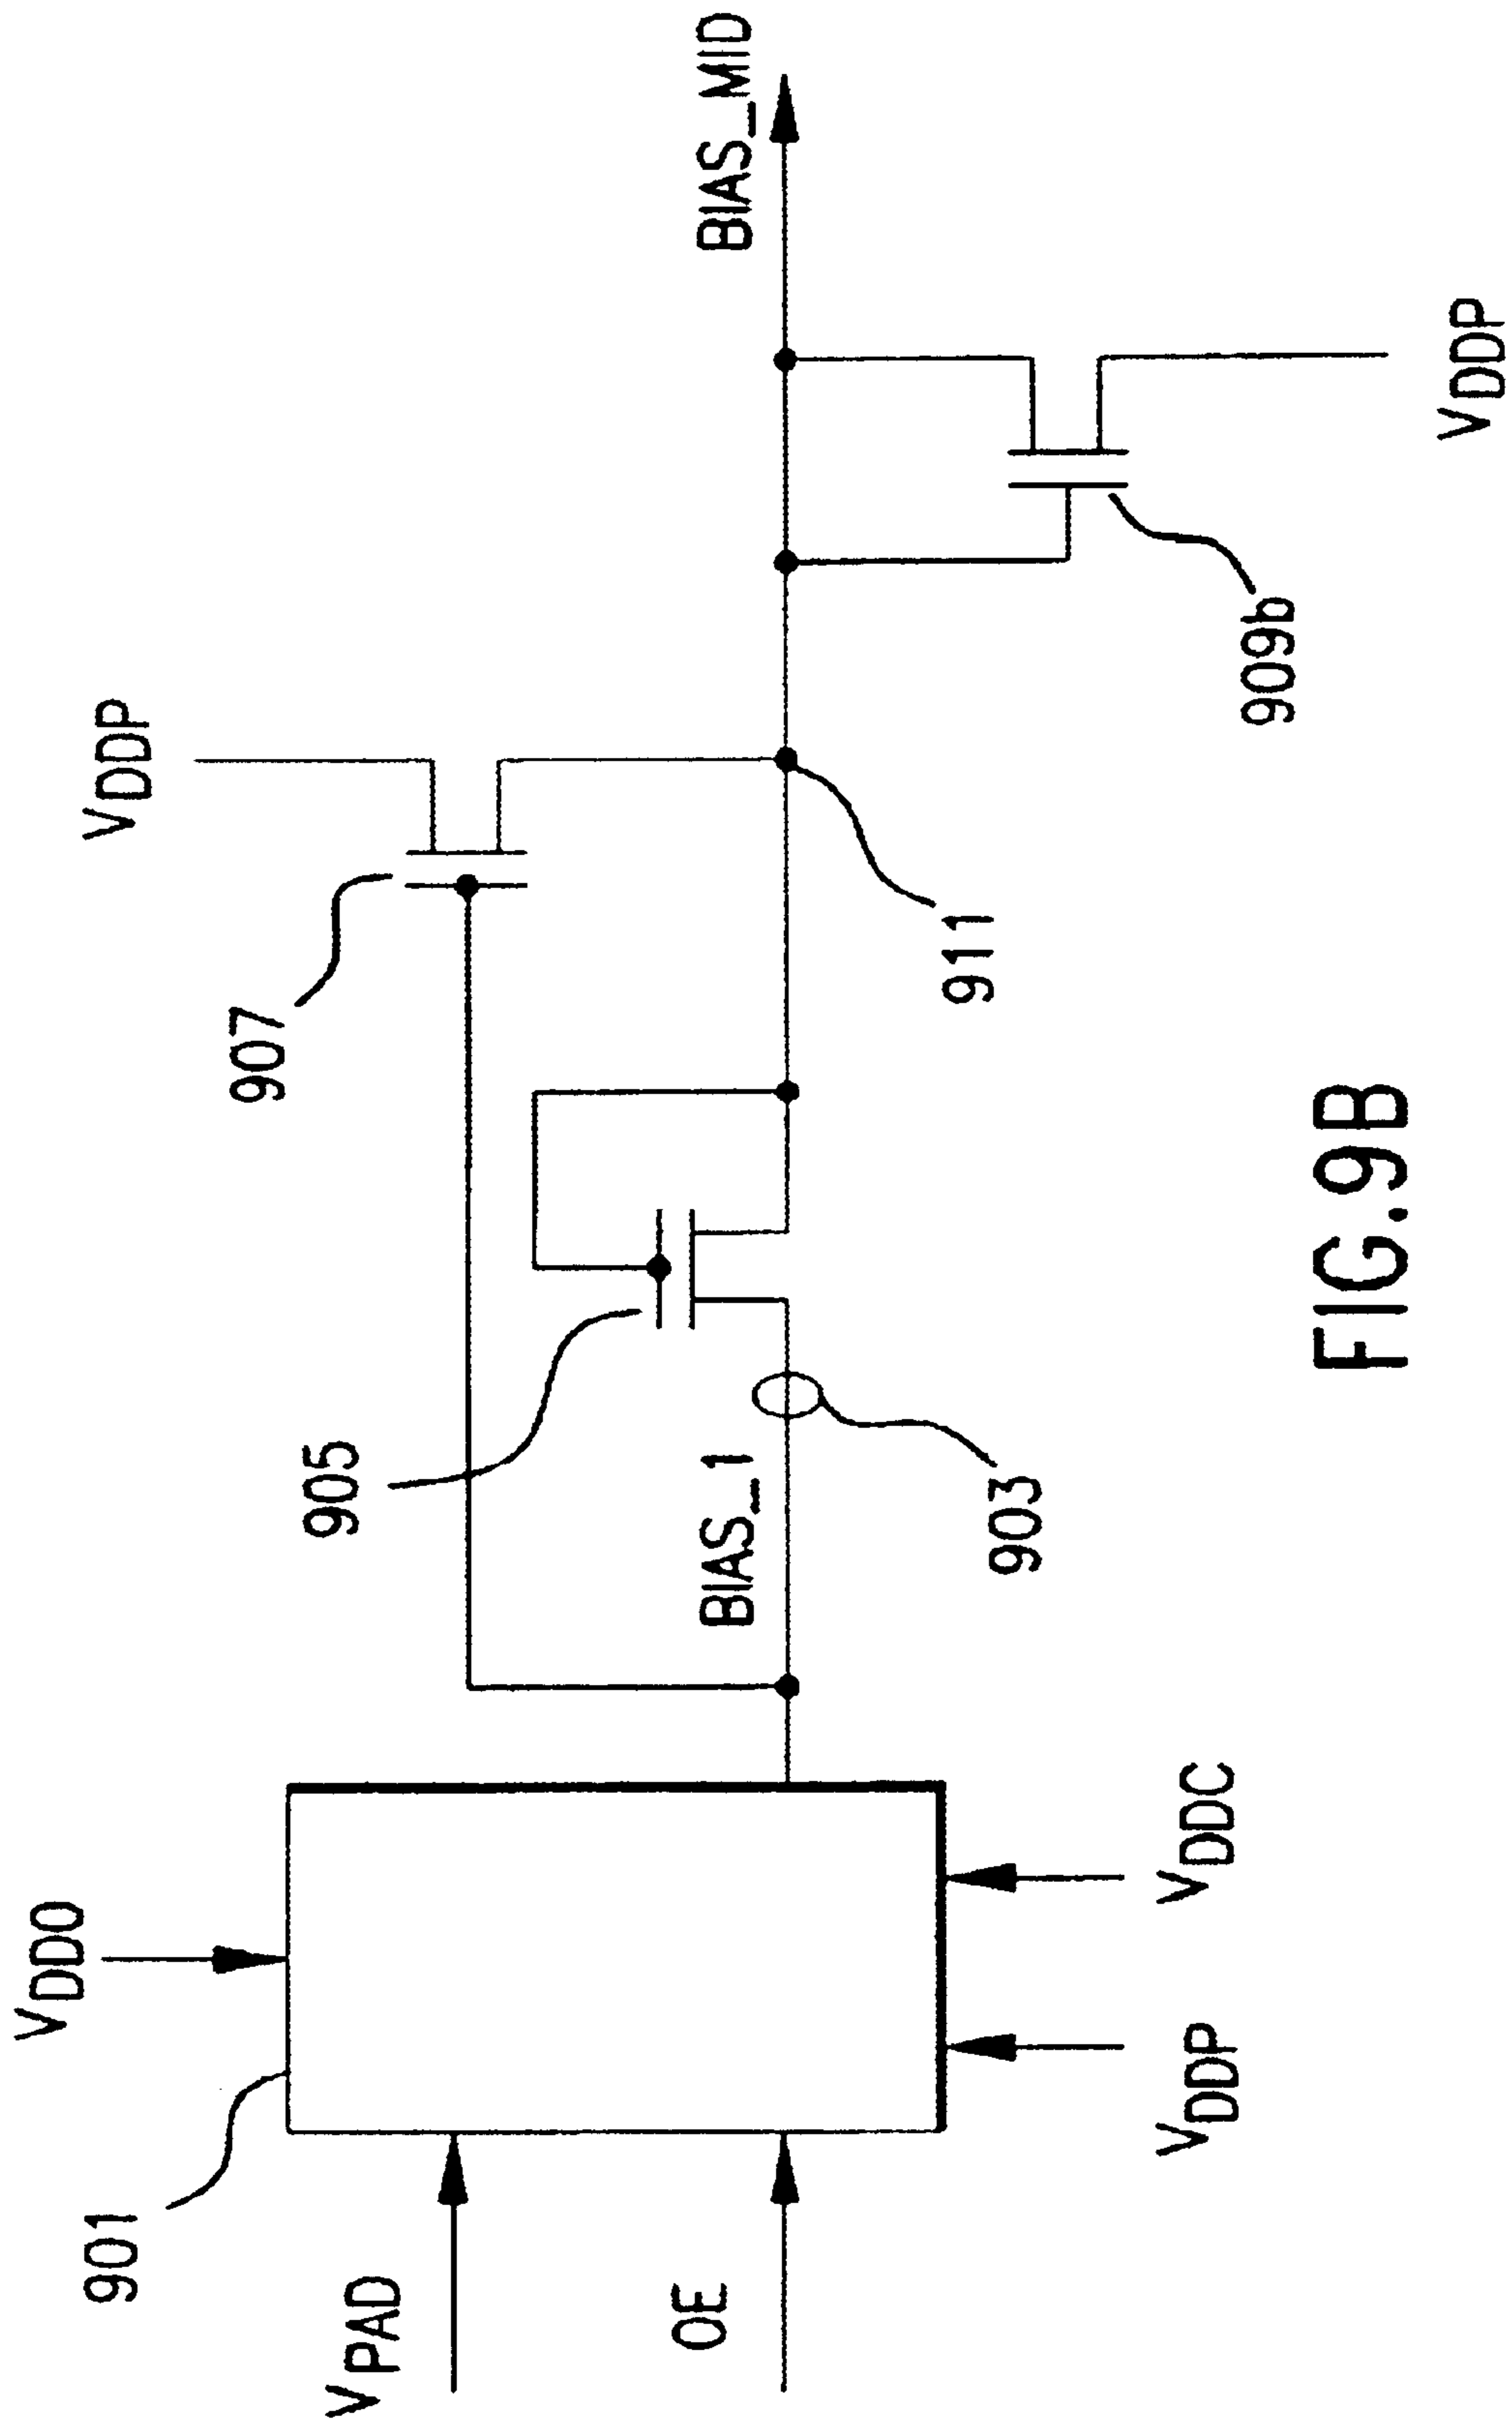 901
VDDO
VPAD
OE
VDDP
VDDC
BIAS_1
903
905
907
VDDP
911
909b
VDDP
BIAS_MID
FIG.9B